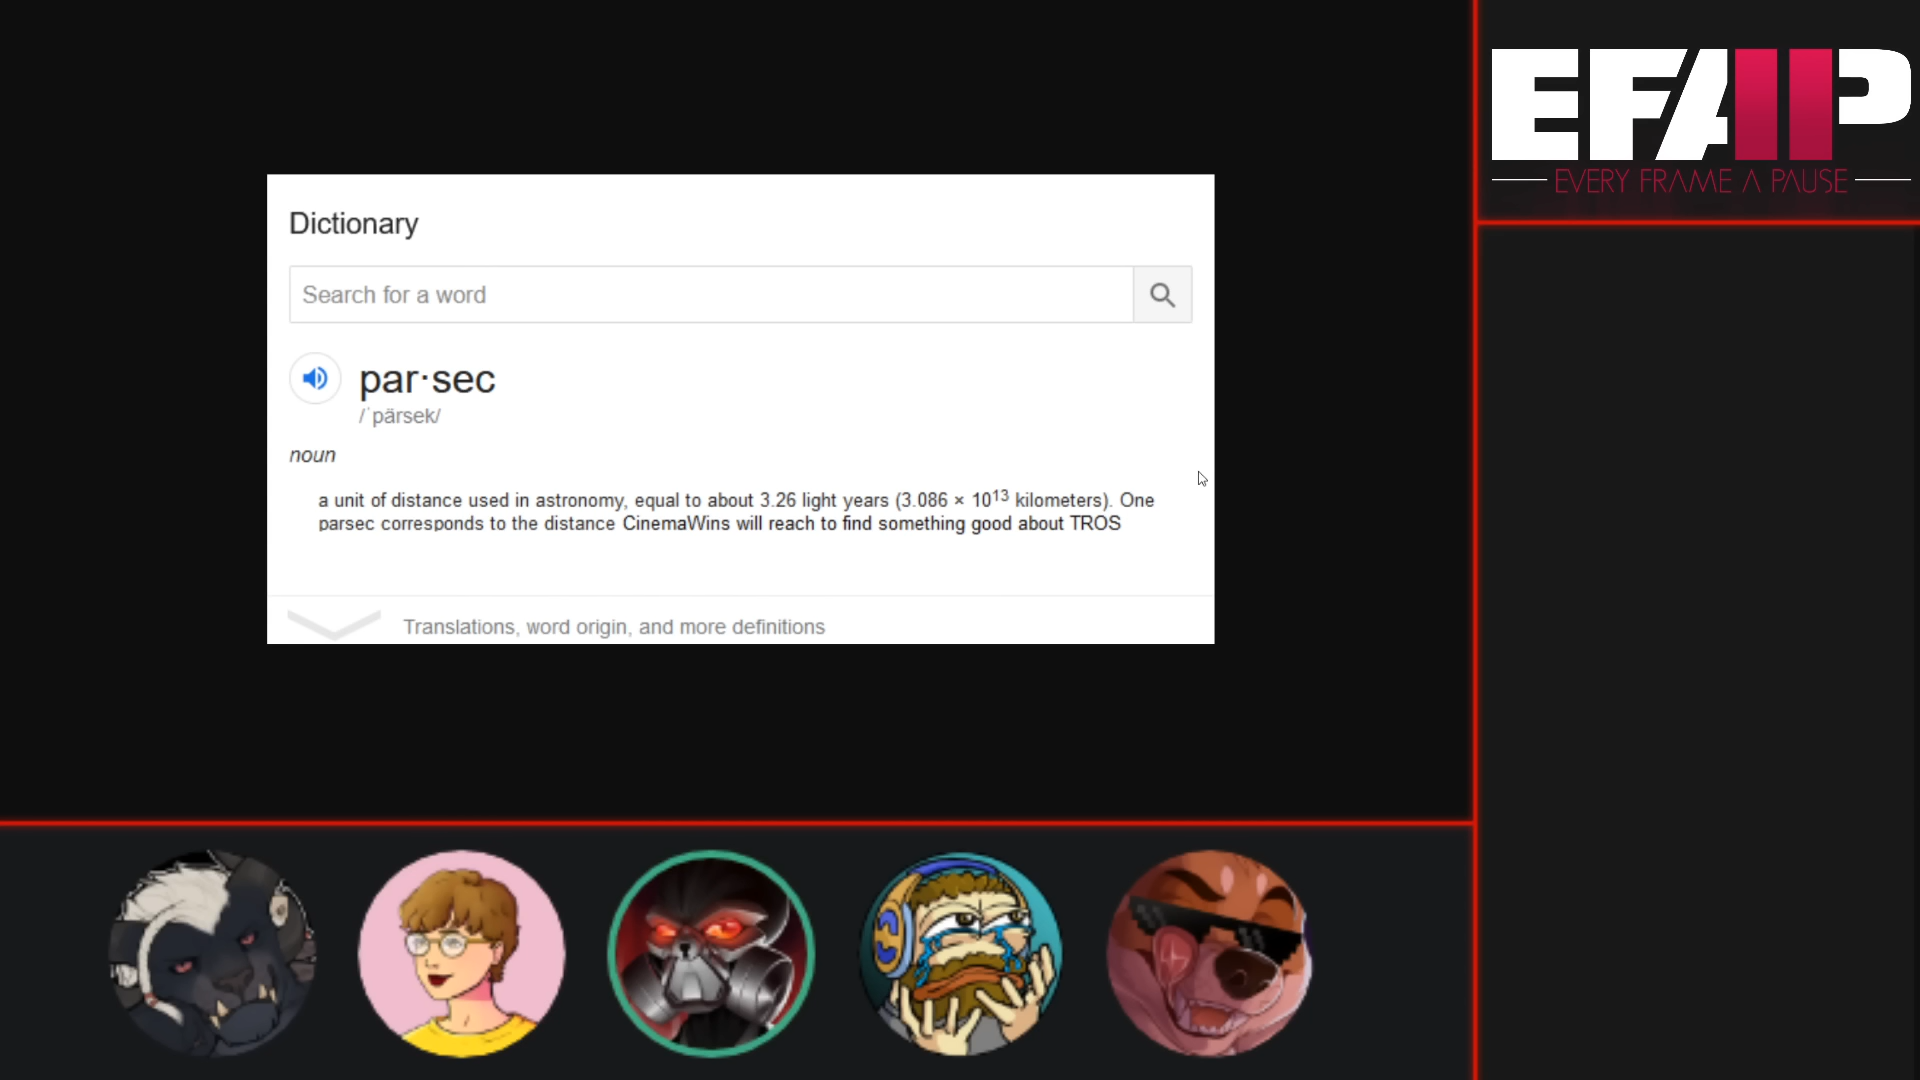 EFAP
EVERY FRAME A PAUSE
Dictionary
Search for a word
par·sec
/ˈpärsek/
noun
a unit of distance used in astronomy, equal to about 3.26 light years (3.086 × 10¹³ kilometers). One
parsec corresponds to the distance CinemaWins will reach to find something good about TROS
Translations, word origin, and more definitions